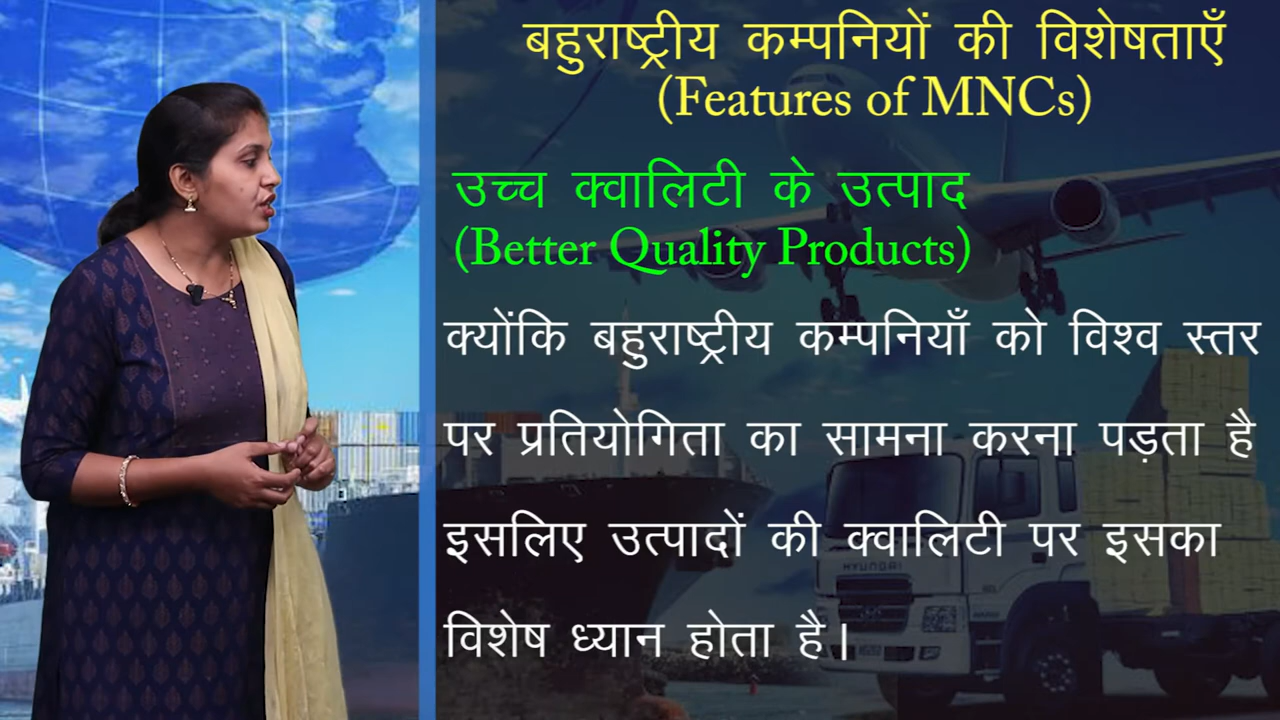 बहुराष्ट्रीय कम्पनियों की विशेषताएँ
(Features of MNCs)
उच्च क्वालिटी के उत्पाद
(Better Quality Products)
क्योंकि बहुराष्ट्रीय कम्पनियाँ को विश्व स्तर
पर प्रतियोगिता का सामना करना पड़ता है
इसलिए उत्पादों की क्वालिटी पर इसका
विशेष ध्यान होता है।
HYUNDAI